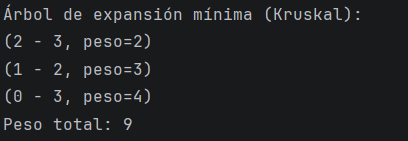 Árbol de expansión mínima (Kruskal):
(2 - 3, peso=2)
(1 - 2, peso=3)
(0 - 3, peso=4)
Peso total: 9